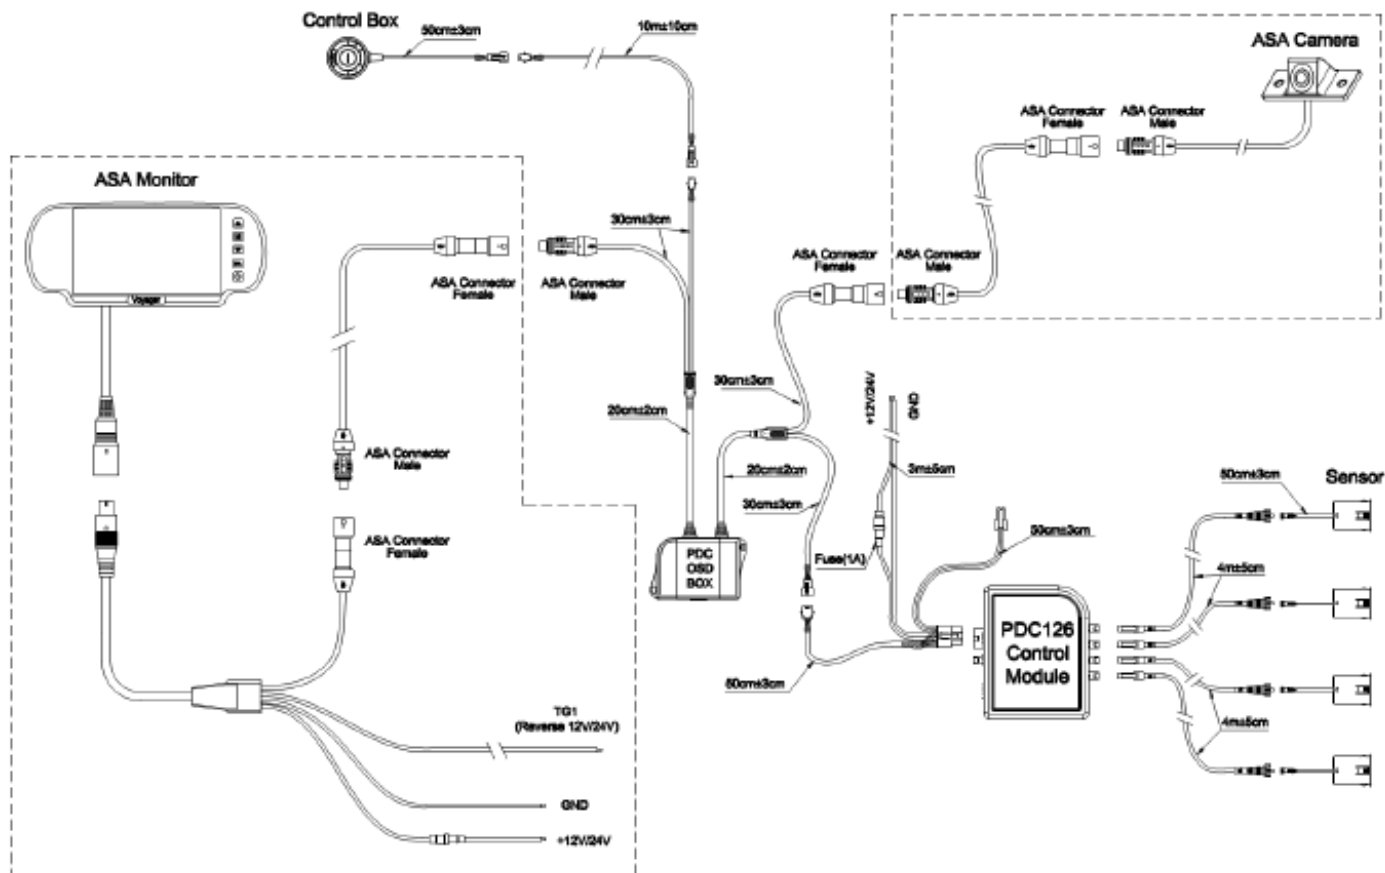 Control Box
50cm±3cm
10m±10cm
ASA Camera
ASA Connector
Female
ASA Connector
Male
ASA Monitor
Voyager
30cm±3cm
ASA Connector
Female
ASA Connector
Male
ASA Connector
Female
ASA Connector
Male
30cm±3cm
+12V/24V
GND
20cm±2cm
ASA Connector
Male
20cm±2cm
3m±5cm
30cm±3cm
50cm±3cm
Sensor
50cm±3cm
ASA Connector
Female
PDC
OSD
BOX
Fuse(1A)
4m±5cm
PDC126
Control
Module
50cm±3cm
4m±5cm
TG1
(Reverse 12V/24V)
GND
+12V/24V